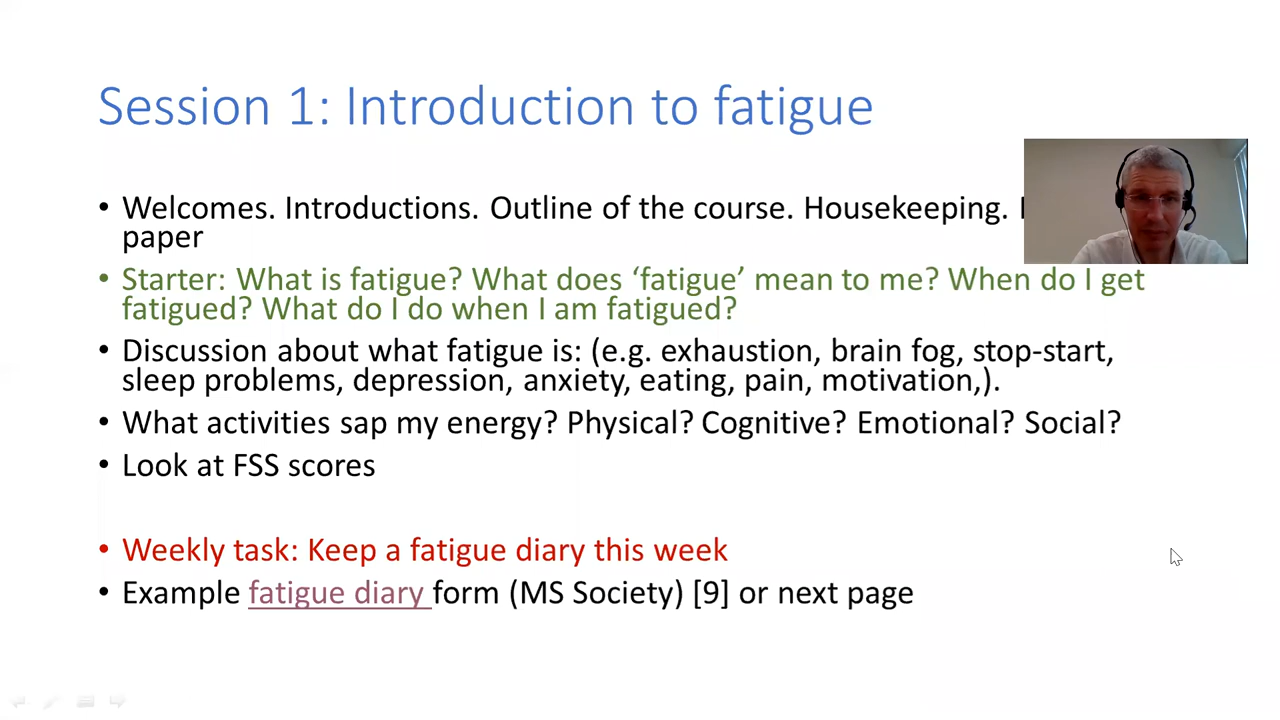 Session 1: Introduction to fatigue
• Welcomes. Introductions. Outline of the course. Housekeeping.
paper
• Starter: What is fatigue? What does ‘fatigue’ mean to me? When do I get
fatigued? What do I do when I am fatigued?
• Discussion about what fatigue is: (e.g. exhaustion, brain fog, stop-start,
sleep problems, depression, anxiety, eating, pain, motivation,).
• What activities sap my energy? Physical? Cognitive? Emotional? Social?
• Look at FSS scores
• Weekly task: Keep a fatigue diary this week
• Example fatigue diary form (MS Society) [9] or next page